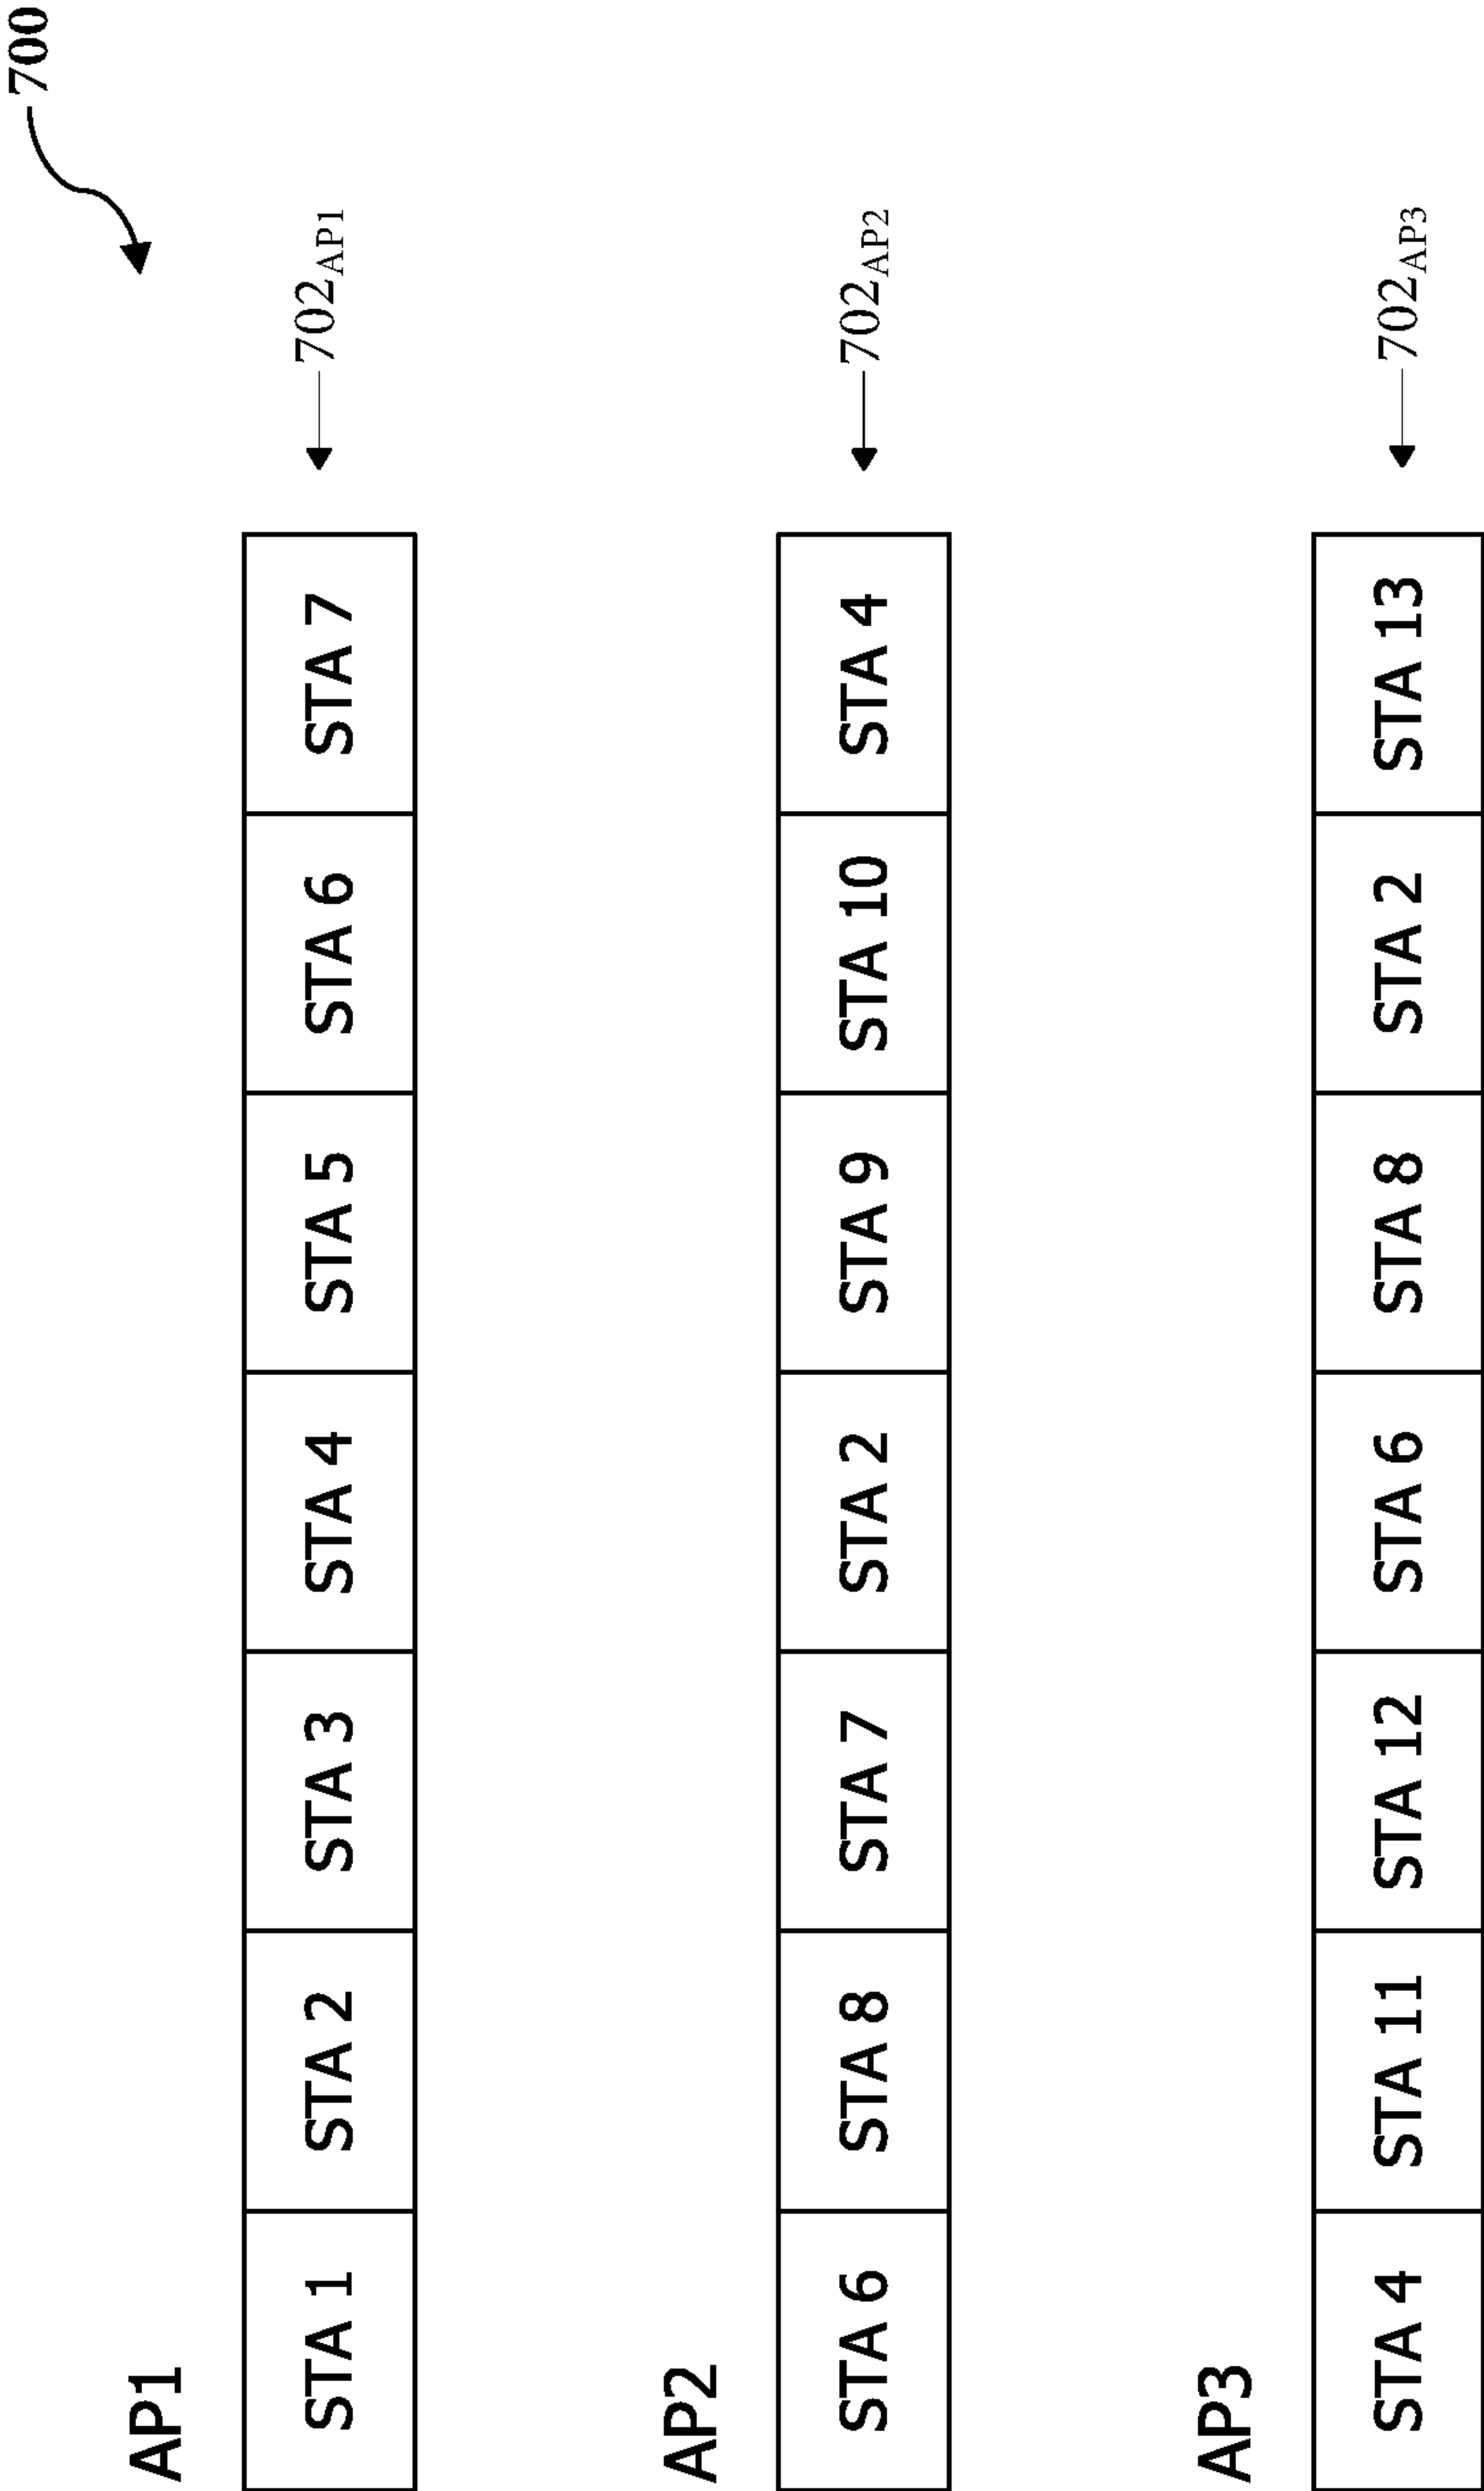 700
AP1
STA 1 STA 2 STA 3 STA 4 STA 5 STA 6 STA 7 702AP1
AP2
STA 6 STA 8 STA 7 STA 2 STA 9 STA 10 STA 4 702AP2
AP3
STA 4 STA 11 STA 12 STA 6 STA 8 STA 2 STA 13 702AP3